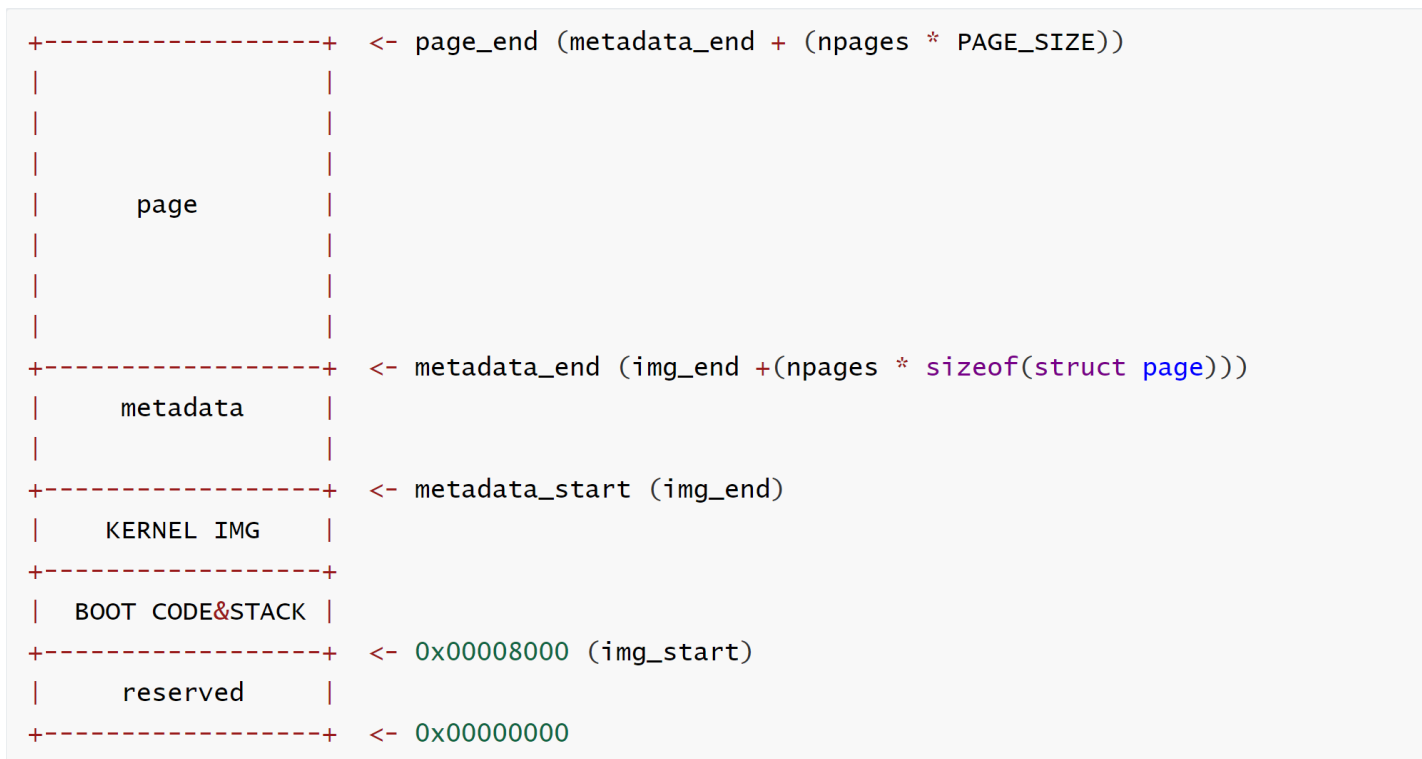 +------------------+  <- page_end (metadata_end + (npages * PAGE_SIZE))
|                  |
|                  |
|                  |
|      page        |
|                  |
|                  |
|                  |
+------------------+  <- metadata_end (img_end +(npages * sizeof(struct page)))
|     metadata     |
|                  |
+------------------+  <- metadata_start (img_end)
|    KERNEL IMG    |
+------------------+
|  BOOT CODE&STACK |
+------------------+  <- 0x00008000 (img_start)
|     reserved     |
+------------------+  <- 0x00000000